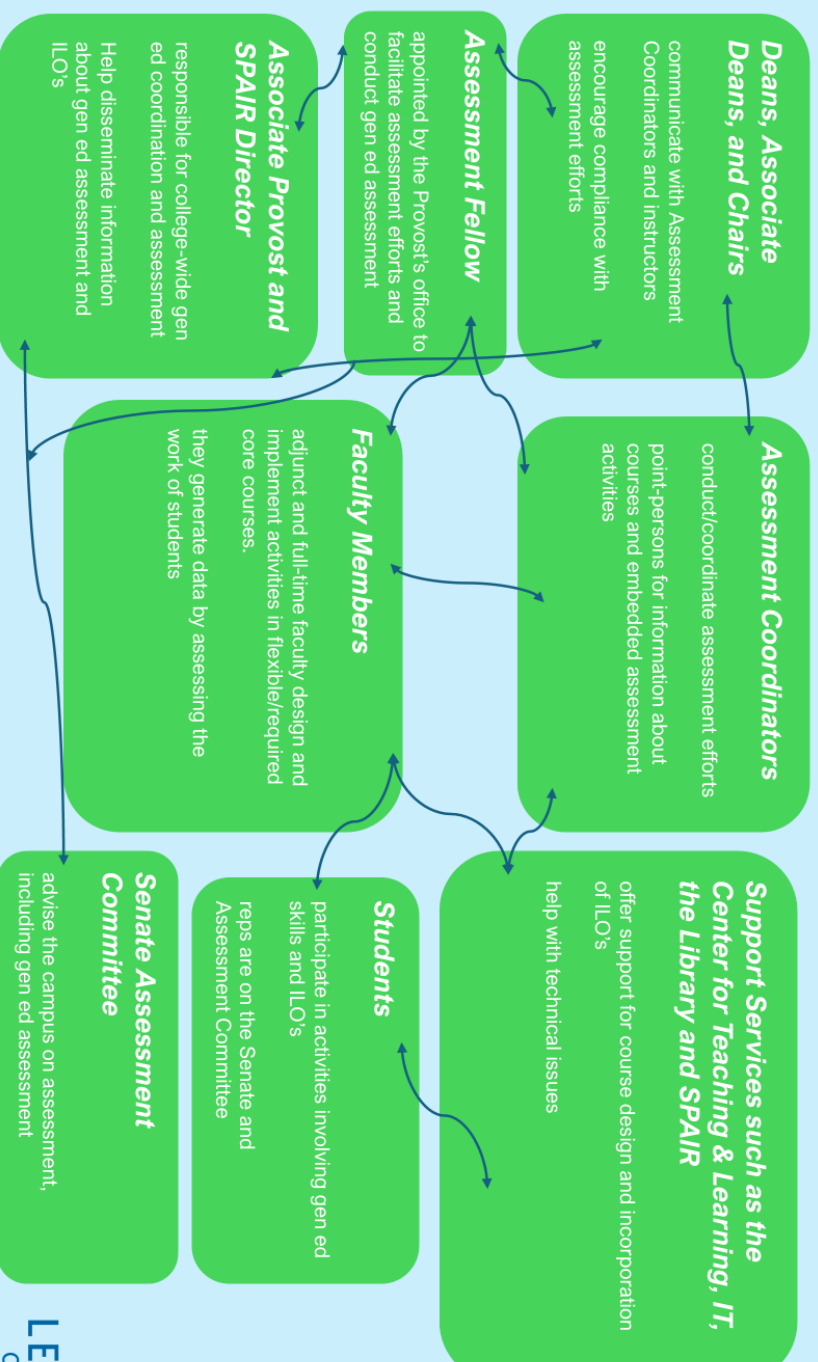 Deans, Associate
Deans, and Chairs
communicate with Assessment
Coordinators and instructors
encourage compliance with
assessment efforts
Assessment Fellow
appointed by the Provost's office to
facilitate assessment efforts and
conduct gen ed assessment
Associate Provost and
SPAIR Director
responsible for college-wide gen
ed coordination and assessment
Help disseminate information
about gen ed assessment and
ILO's
Assessment Coordinators
conduct/coordinate assessment efforts
point-persons for information about
courses and embedded assessment
activities
Faculty Members
adjunct and full-time faculty design and
implement activities in flexible/required
core courses.
they generate data by assessing the
work of students
Support Services such as the
Center for Teaching & Learning, IT,
the Library and SPAIR
offer support for course design and incorporation
of ILO's
help with technical issues
Students
participate in activities involving gen ed
skills and ILO's
reps are on the Senate and
Assessment Committee
Senate Assessment
Committee
advise the campus on assessment,
including gen ed assessment
LE